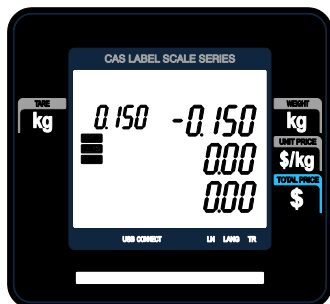 CAS LABEL SCALE SERIES
TARE
kg
0.150
-0.150
WEIGHT
kg
0.00
UNIT PRICE
$/kg
0.00
TOTAL PRICE
$
USB CONNECT LN LANG TR